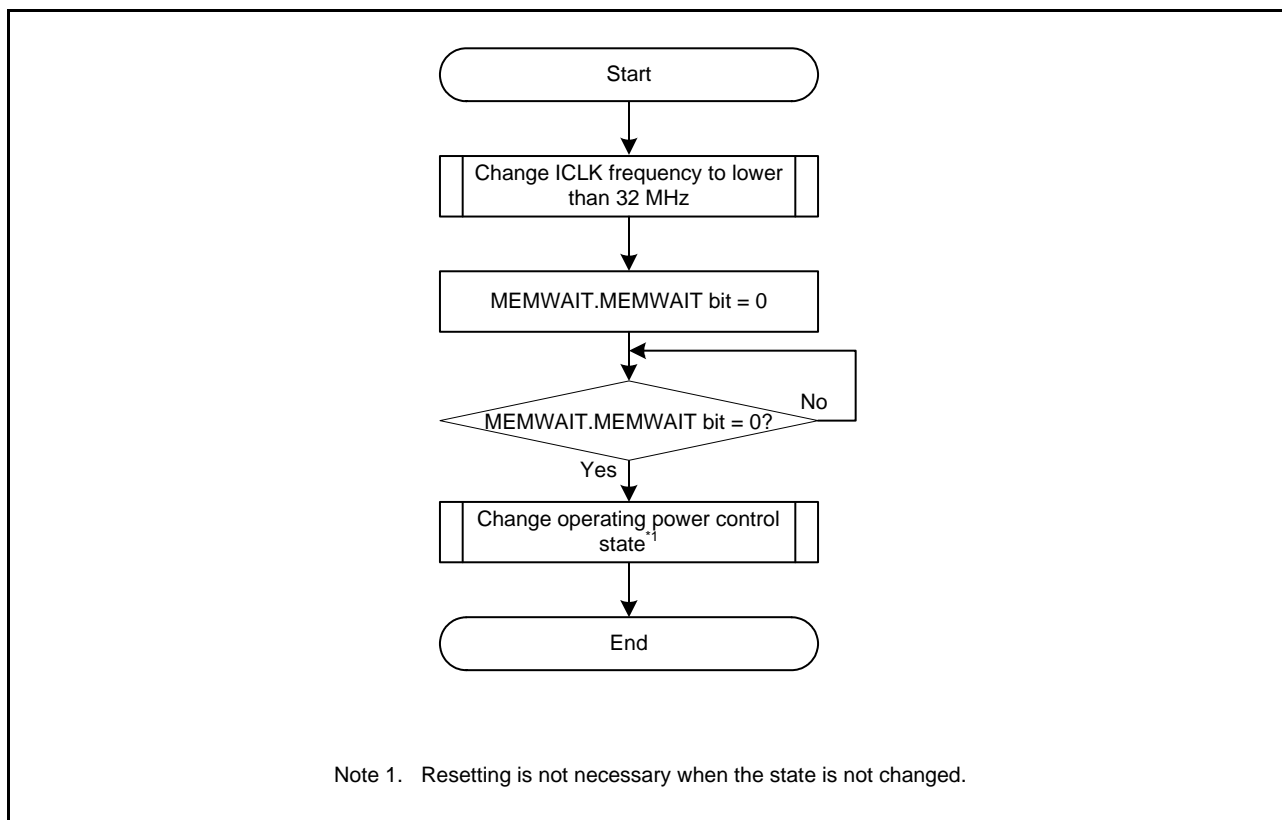 Start
Change ICLK frequency to lower
than 32 MHz
MEMWAIT.MEMWAIT bit = 0
MEMWAIT.MEMWAIT bit = 0?
No
Yes
Change operating power control
state*1
End
Note 1. Resetting is not necessary when the state is not changed.